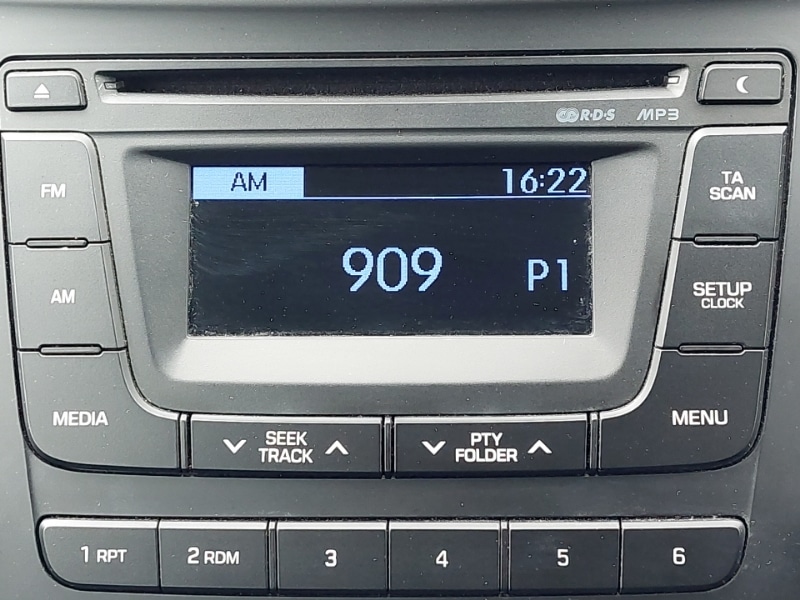 R·D·S MP3
AM 16:22
909 P1
FM
AM
MEDIA
TA
SCAN
SETUP
CLOCK
MENU
SEEK
TRACK
PTY
FOLDER
1 RPT 2 RDM 3 4 5 6